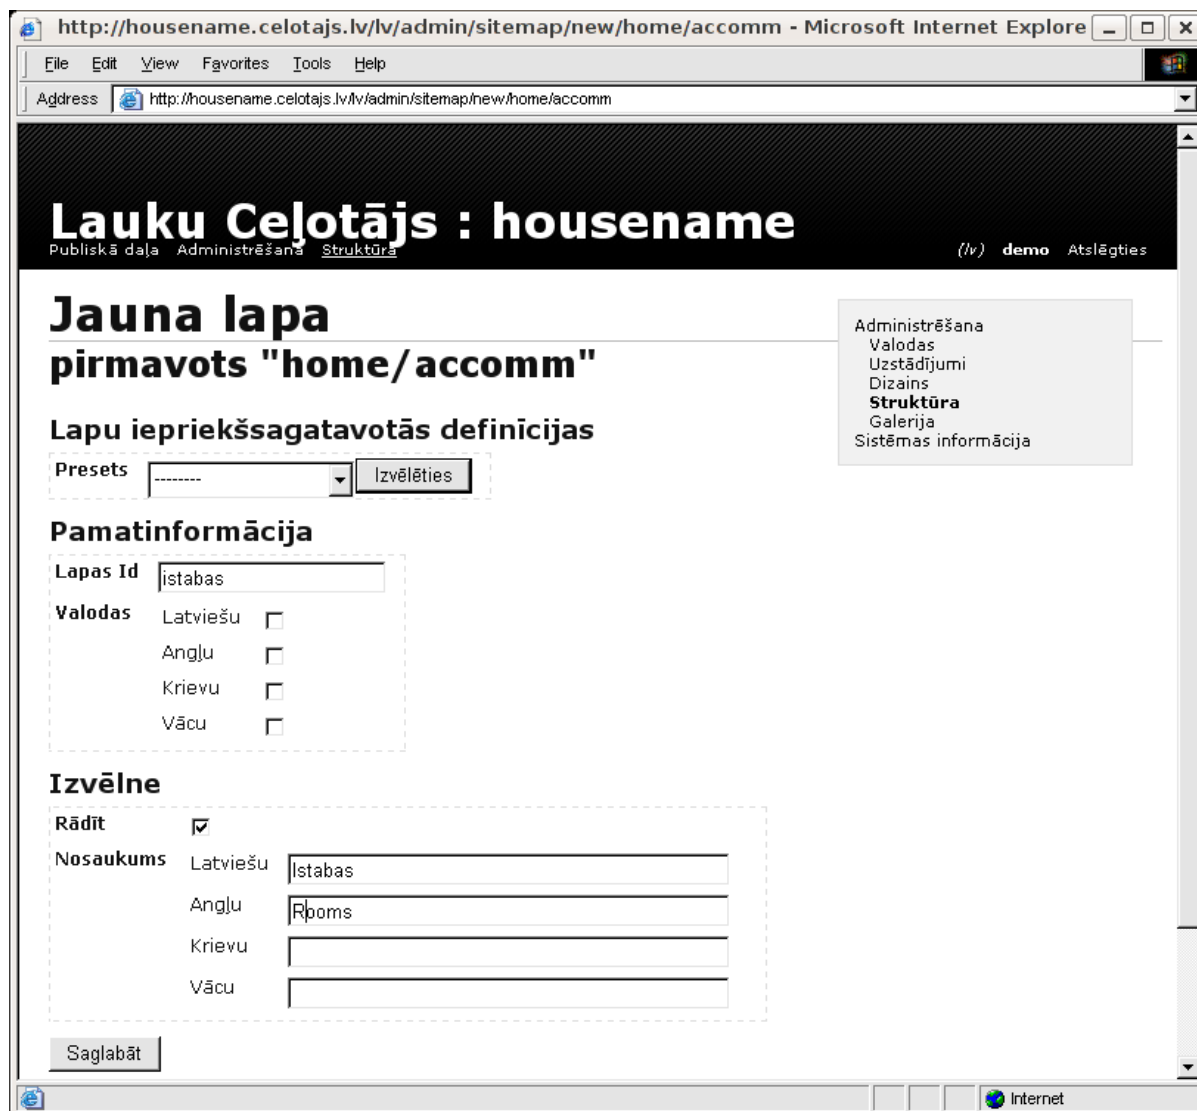 http://housename.celotajs.lv/lv/admin/sitemap/new/home/accomm - Microsoft Internet Explore
File Edit View Favorites Tools Help
Address http://housename.celotajs.lv/lv/admin/sitemap/new/home/accomm
Lauku Ceļotājs : housename
Publiskā daļa Administrēšana Struktūra (lv) demo Atslēgties
Jauna lapa
pirmavots "home/accomm"
Administrēšana
Valodas
Uzstādījumi
Dizains
Struktūra
Galerija
Sistēmas informācija
Lapu iepriekšsagatavotās definīcijas
Presets -------- Izvēlēties
Pamatinformācija
Lapas Id istabas
Valodas Latviešu
Angļu
Krievu
Vācu
Izvēlne
Rādīt
Nosaukums Latviešu Istabas
Angļu Rooms
Krievu
Vācu
Saglabāt
Internet